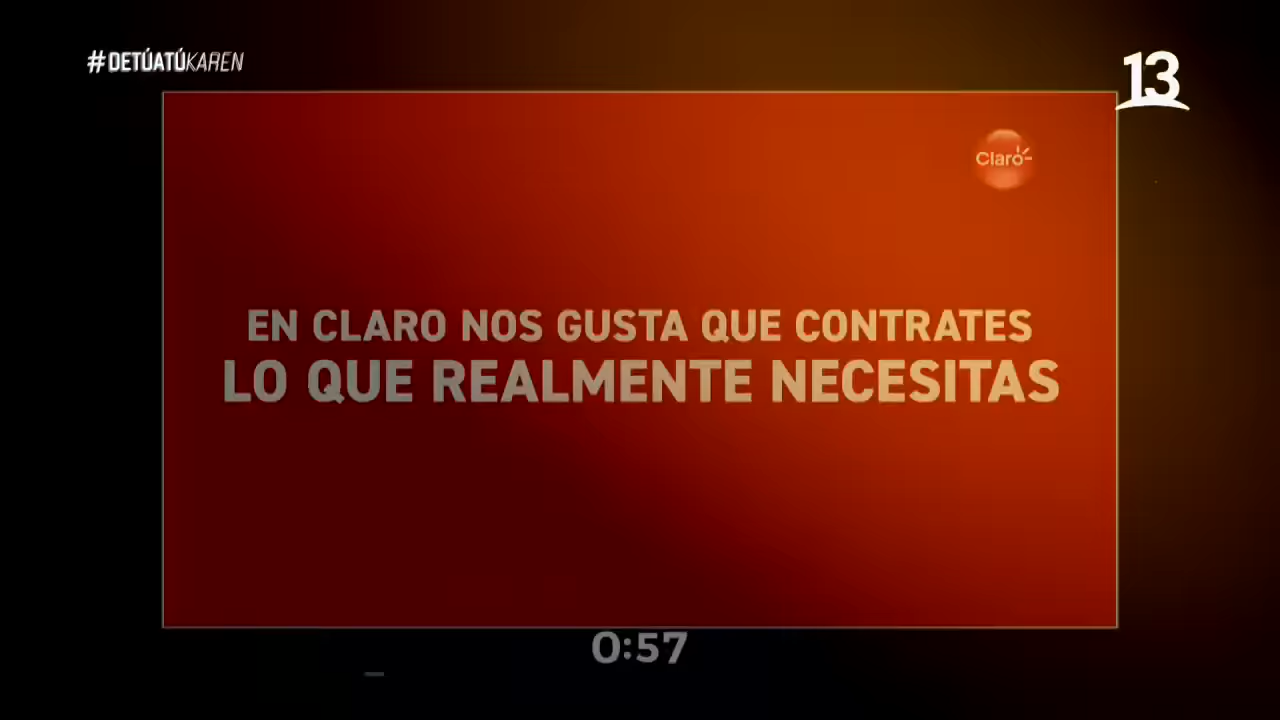 #DETÚATÚKAREN
13
Claro
EN CLARO NOS GUSTA QUE CONTRATES
LO QUE REALMENTE NECESITAS
0:57